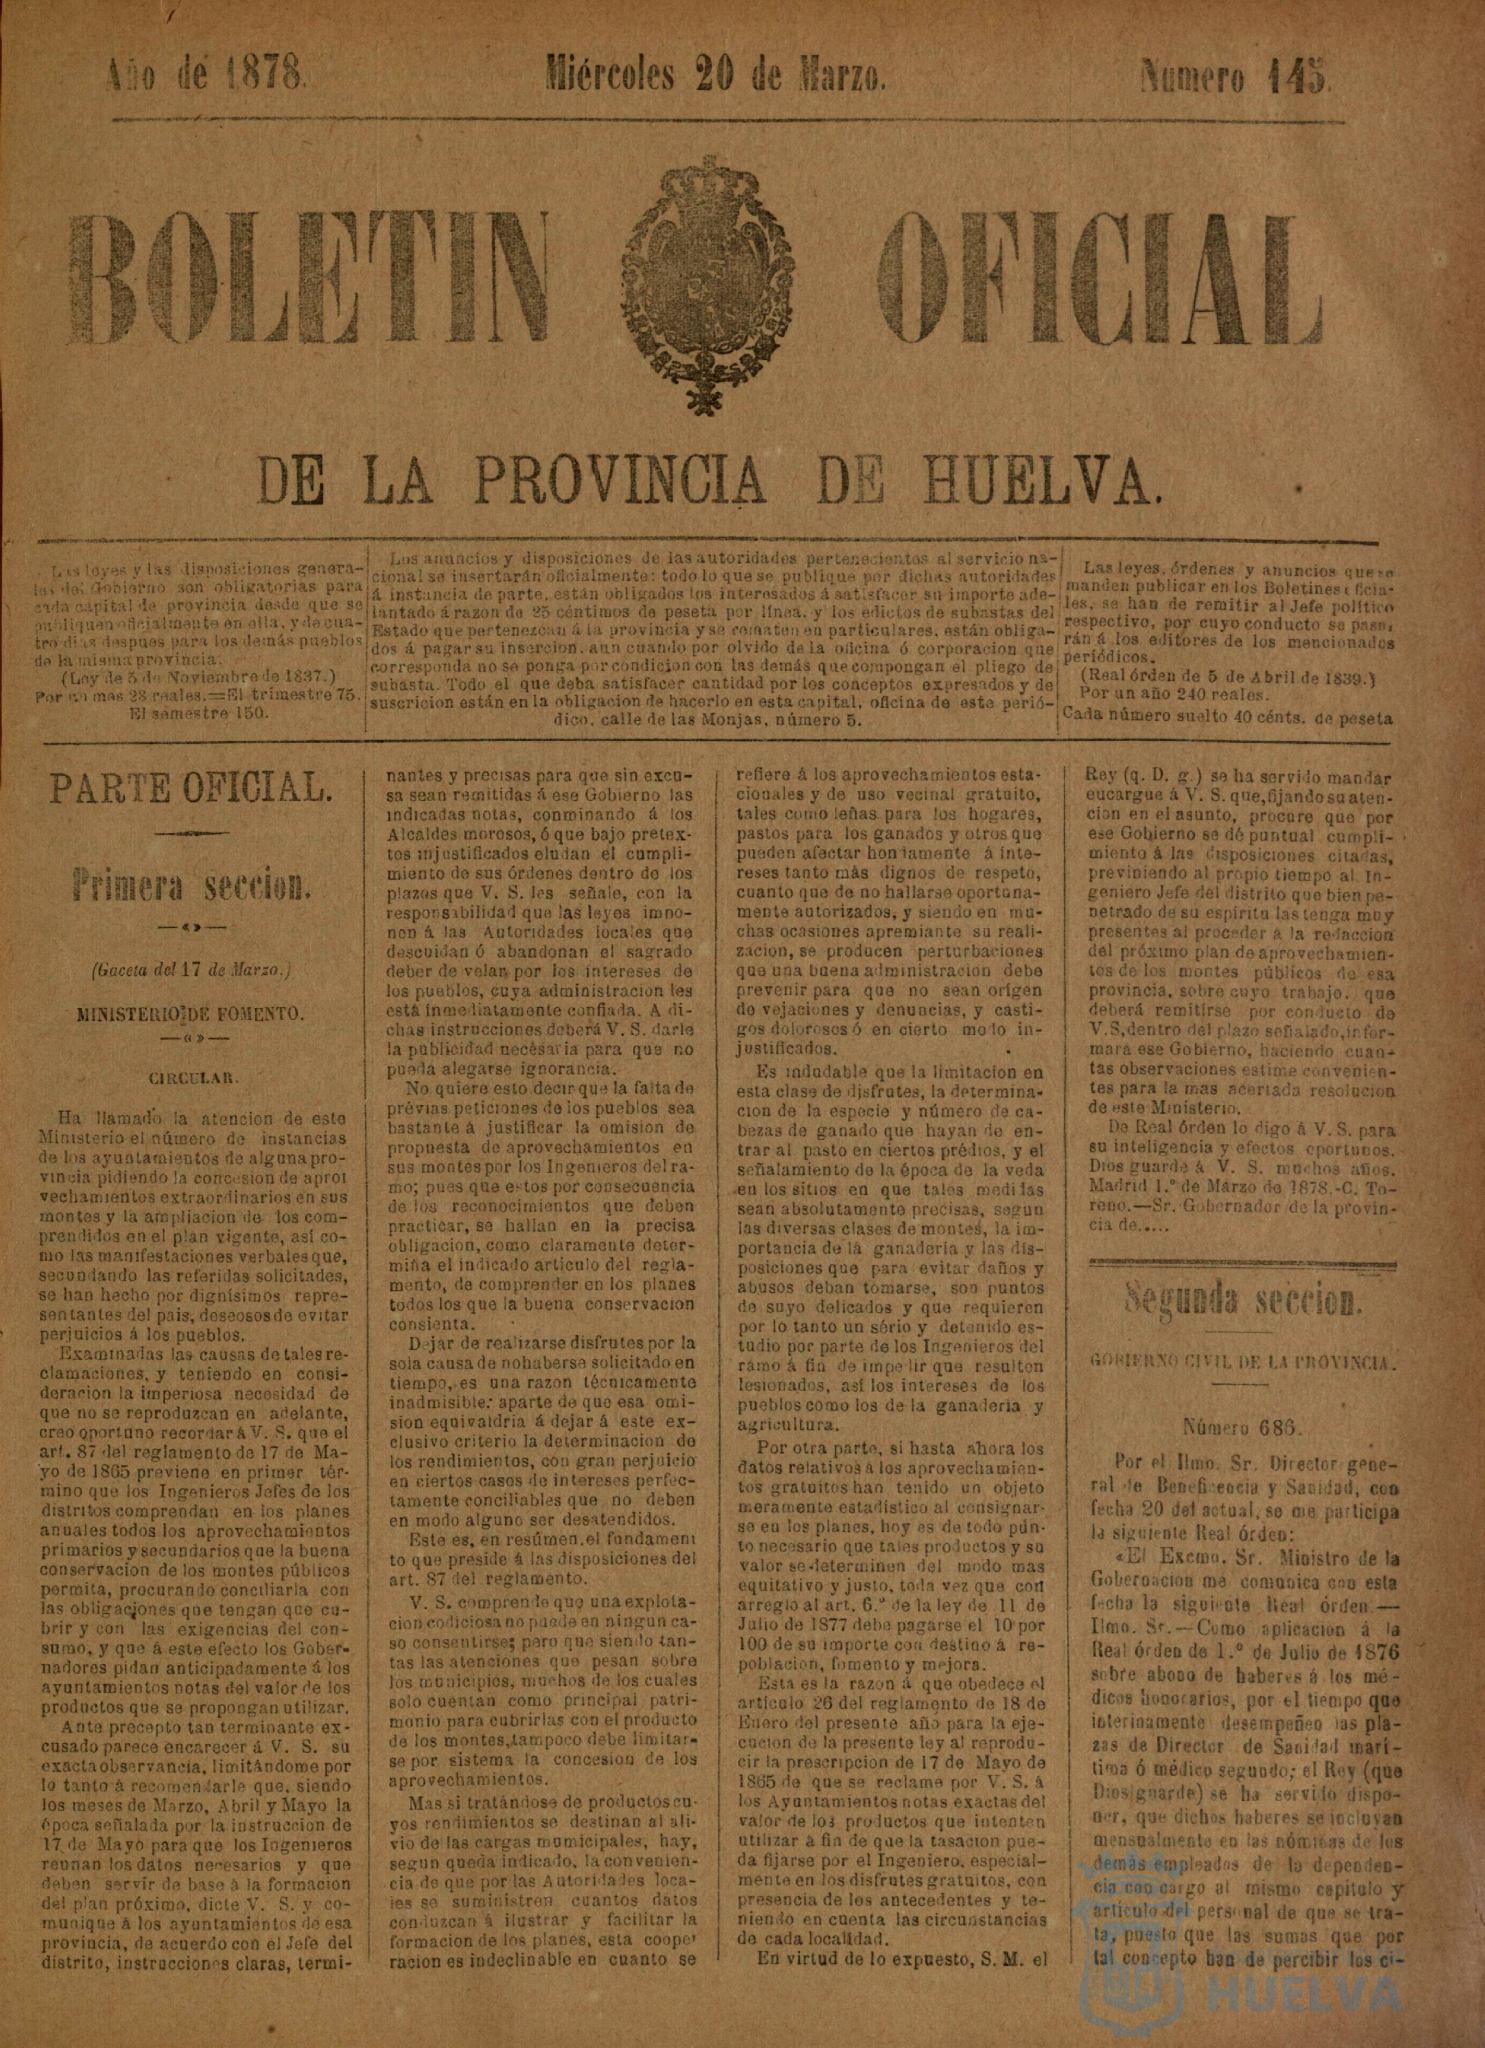 Año de 1878.
Miércoles 20 de Marzo.
Numero 145.
BOLETIN OFICIAL
DE LA PROVINCIA DE HUELVA.
Las leyes y las disposiciones genera-
les del Gobierno son obligatorias para
cada capital de provincia desde que se
publiquen oficialmente en ella, y de cua-
tro dias despues para los demás pueblos
de la misma provincia.
(Ley de 5 de Noviembre de 1837.)
Por un mes 28 reales.=El trimestre 75.
El semestre 150.
Los anuncios y disposiciones de las autoridades pertenecientes al servicio na-
cional se insertarán oficialmente: todo lo que se publique por dichas autoridades
á instancia de parte, están obligados los interesados á satisfacer su importe ade-
lantado á razon de 25 céntimos de peseta por línea, y los edictos de subastas del
Estado que pertenezcan á la provincia y se rematen en particulares, están obliga-
dos á pagar su insercion, aun cuando por olvido de la oficina ó corporacion que
corresponda no se ponga por condicion con las demás que compongan el pliego de
subasta. Todo el que deba satisfacer cantidad por los conceptos expresados y de
suscricion están en la obligacion de hacerlo en esta capital, oficina de este perió-
dico, calle de las Monjas, número 5.
Las leyes, órdenes y anuncios que se
manden publicar en los Boletines oficia-
les, se han de remitir al Jefe político
respectivo, por cuyo conducto se pasa-
rán á los editores de los mencionados
periódicos.
(Real órden de 5 de Abril de 1839.)
Por un año 240 reales.
Cada número suelto 40 cénts. de peseta
PARTE OFICIAL.
Primera seccion.
(Gaceta del 17 de Marzo.)
MINISTERIO DE FOMENTO.
CIRCULAR.
Ha llamado la atencion de este
Ministerio el número de instancias
de los ayuntamientos de alguna pro-
vincia pidiendo la concesion de apro
vechamientos extraordinarios en sus
montes y la ampliacion de los com-
prendidos en el plan vigente, así co-
mo las manifestaciones verbales que,
secundando las referidas solicitades,
se han hecho por dignísimos repre-
sentantes del pais, deseosos de evitar
perjuicios á los pueblos.
Examinadas las causas de tales re-
clamaciones, y teniendo en consi-
deracion la imperiosa necesidad de
que no se reproduzcan en adelante,
creo oportuno recordar á V. S. que el
art. 87 del reglamento de 17 de Ma-
yo de 1865 previene en primer tér-
mino que los Ingenieros Jefes de los
distritos comprendan en los planes
anuales todos los aprovechamientos
primarios y secundarios que la buena
conservacion de los montes públicos
permita, procurando conciliarla con
las obligaciones que tengan que cu-
brir y con las exigencias del con-
sumo, y que á este efecto los Gober-
nadores pidan anticipadamente á los
ayuntamientos notas del valor de los
productos que se propongan utilizar.
Ante precepto tan terminante ex-
cusado parece encarecer á V. S. su
exacta observancia, limitándome por
lo tanto á recomendarle que, siendo
los meses de Marzo, Abril y Mayo la
época señalada por la instruccion de
17 de Mayo para que los Ingenieros
reunan los datos necesarios y que
deben servir de base á la formacion
del plan próximo, dicte V. S. y co-
munique á los ayuntamientos de esa
provincia, de acuerdo con el Jefe del
distrito, instrucciones claras, termi-
nantes y precisas para que sin excu-
sa sean remitidas á ese Gobierno las
indicadas notas, conminando á los
Alcaldes morosos, ó que bajo pretex-
tos injustificados eludan el cumpli-
miento de sus órdenes dentro de los
plazos que V. S. les señale, con la
responsabilidad que las leyes impo-
nen á las Autoridades locales que
descuidan ó abandonan el sagrado
deber de velar por los intereses de
los pueblos, cuya administracion les
está inmediatamente confiada. A di-
chas instrucciones deberá V. S. darle
la publicidad necesaria para que no
pueda alegarse ignorancia.
No quiere esto decir que la falta de
prévias peticiones de los pueblos sea
bastante á justificar la omision de
propuesta de aprovechamientos en
sus montes por los Ingenieros del ra-
mo; pues que estos por consecuencia
de los reconocimientos que deben
practicar, se hallan en la precisa
obligacion, como claramente deter-
mina el indicado artículo del regla-
mento, de comprender en los planes
todos los que la buena conservacion
consienta.
Dejar de realizarse disfrutes por la
sola causa de no haberse solicitado en
tiempo, es una razon técnicamente
inadmisible; aparte de que esa omi-
sion equivaldria á dejar á este ex-
clusivo criterio la determinacion de
los rendimientos, con gran perjuicio
en ciertos casos de intereses perfec-
tamente conciliables que no deben
en modo alguno ser desatendidos.
Este es, en resúmen, el fundament
to que preside á las disposiciones del
art. 87 del reglamento.
V. S. comprende que una explota-
cion codiciosa no puede en ningun ca-
so consentirse; pero que siendo tan-
tas las atenciones que pesan sobre
los municipios, muchos de los cuales
solo cuentan como principal patri-
monio para cubrirlas con el producto
de los montes, tampoco debe limitar-
se por sistema la concesion de los
aprovechamientos.
Mas si tratándose de productos cu-
yos rendimientos se destinan al ali-
vio de las cargas municipales, hay,
segun queda indicado, la convenien-
cia de que por las Autoridades loca-
les se suministren cuantos datos
conduzcan á ilustrar y facilitar la
formacion de los planes, esta cooper
racion es indeclinable en cuanto se
refiere á los aprovechamientos esta-
cionales y de uso vecinal gratuito,
tales como leñas para los hogares,
pastos para los ganados y otros que
pueden afectar hondamente á inte-
reses tanto más dignos de respeto,
cuanto que de no hallarse oportuna-
mente autorizados, y siendo en mu-
chas ocasiones apremiante su reali-
zacion, se producen perturbaciones
que una buena administracion debe
prevenir para que no sean orígen
de vejaciones y denuncias, y casti-
gos dolorosos ó en cierto modo in-
justificados.
Es indudable que la limitacion en
esta clase de disfrutes, la determina-
cion de la especie y número de ca-
bezas de ganado que hayan de en-
trar al pasto en ciertos prédios, y el
señalamiento de la época de la veda
en los sitios en que tales medidas
sean absolutamente precisas, segun
las diversas clases de montes, la im-
portancia de la ganadería y las dis-
posiciones que para evitar daños y
abusos deban tomarse, son puntos
de suyo delicados y que requieren
por lo tanto un sério y detenido es-
tudio por parte de los Ingenieros del
ramo á fin de impedir que resulten
lesionados, así los intereses de los
pueblos como los de la ganadería y
agricultura.
Por otra parte, si hasta ahora los
datos relativos á los aprovechamien-
tos gratuitos han tenido un objeto
meramente estadístico al consignar-
se en los planes, hoy es de todo pun-
to necesario que tales productos y su
valor se determinen del modo mas
equitativo y justo, toda vez que con
arreglo al art. 6.º de la ley de 11 de
Julio de 1877 debe pagarse el 10 por
100 de su importe con destino á re-
poblacion, fomento y mejora.
Esta es la razon á que obedece el
artículo 26 del reglamento de 18 de
Enero del presente año para la eje-
cucion de la presente ley al reprodu-
cir la prescripcion de 17 de Mayo de
1865 de que se reclame por V. S. á
los Ayuntamientos notas exactas del
valor de los productos que intenten
utilizar á fin de que la tasacion pue-
da fijarse por el Ingeniero, especial-
mente en los disfrutes gratuitos, con
presencia de los antecedentes y te-
niendo en cuenta las circunstancias
de cada localidad.
En virtud de lo expuesto, S. M. el
Rey (q. D. g.) se ha servido mandar
eucargue á V. S. que, fijando su aten-
cion en el asunto, procure que por
ese Gobierno se dé puntual cumpli-
miento á las disposiciones citadas,
previniendo al propio tiempo al In-
geniero Jefe del distrito que bien pe-
netrado de su espíritu las tenga muy
presentes al proceder á la redaccion
del próximo plan de aprovechamien-
tos de los montes públicos de esa
provincia, sobre cuyo trabajo, que
deberá remitirse por conducto de
V. S, dentro del plazo señalado, infor-
mará ese Gobierno, haciendo cuan-
tas observaciones estime convenien-
tes para la mas acertada resolucion
de este Ministerio.
De Real órden lo digo á V. S. para
su inteligencia y efectos oportunos.
Dios guarde á V. S. muchos años.
Madrid 1.º de Marzo de 1878.-C. To-
reno.—Sr. Gobernador de la provin-
cia de.....
Segunda seccion.
GOBIERNO CIVIL DE LA PROVINCIA.
Número 686.
Por el Ilmo. Sr. Director gene-
ral de Beneficencia y Sanidad, con
fecha 20 del actual, se me participa
la siguiente Real órden:
«El Excmo. Sr. Ministro de la
Gobernacion me comunica con esta
fecha la siguiente Real órden.—
Ilmo. Sr.—Como aplicacion á la
Real órden de 1.º de Julio de 1876
sobre abono de haberes á los mé-
dicos honorarios, por el tiempo que
interinamente desempeñen las pla-
zas de Director de Sanidad marí-
tima ó médico segundo; el Rey (que
Dios guarde) se ha servido dispo-
ner, que dichos haberes se incluyan
mensualmente en las nóminas de los
demás empleados de la dependen-
cia con cargo al mismo capítulo y
artículo del personal de que se tra-
ta, puesto que las sumas que por
tal concepto han de percibir los ci-
HUELVA